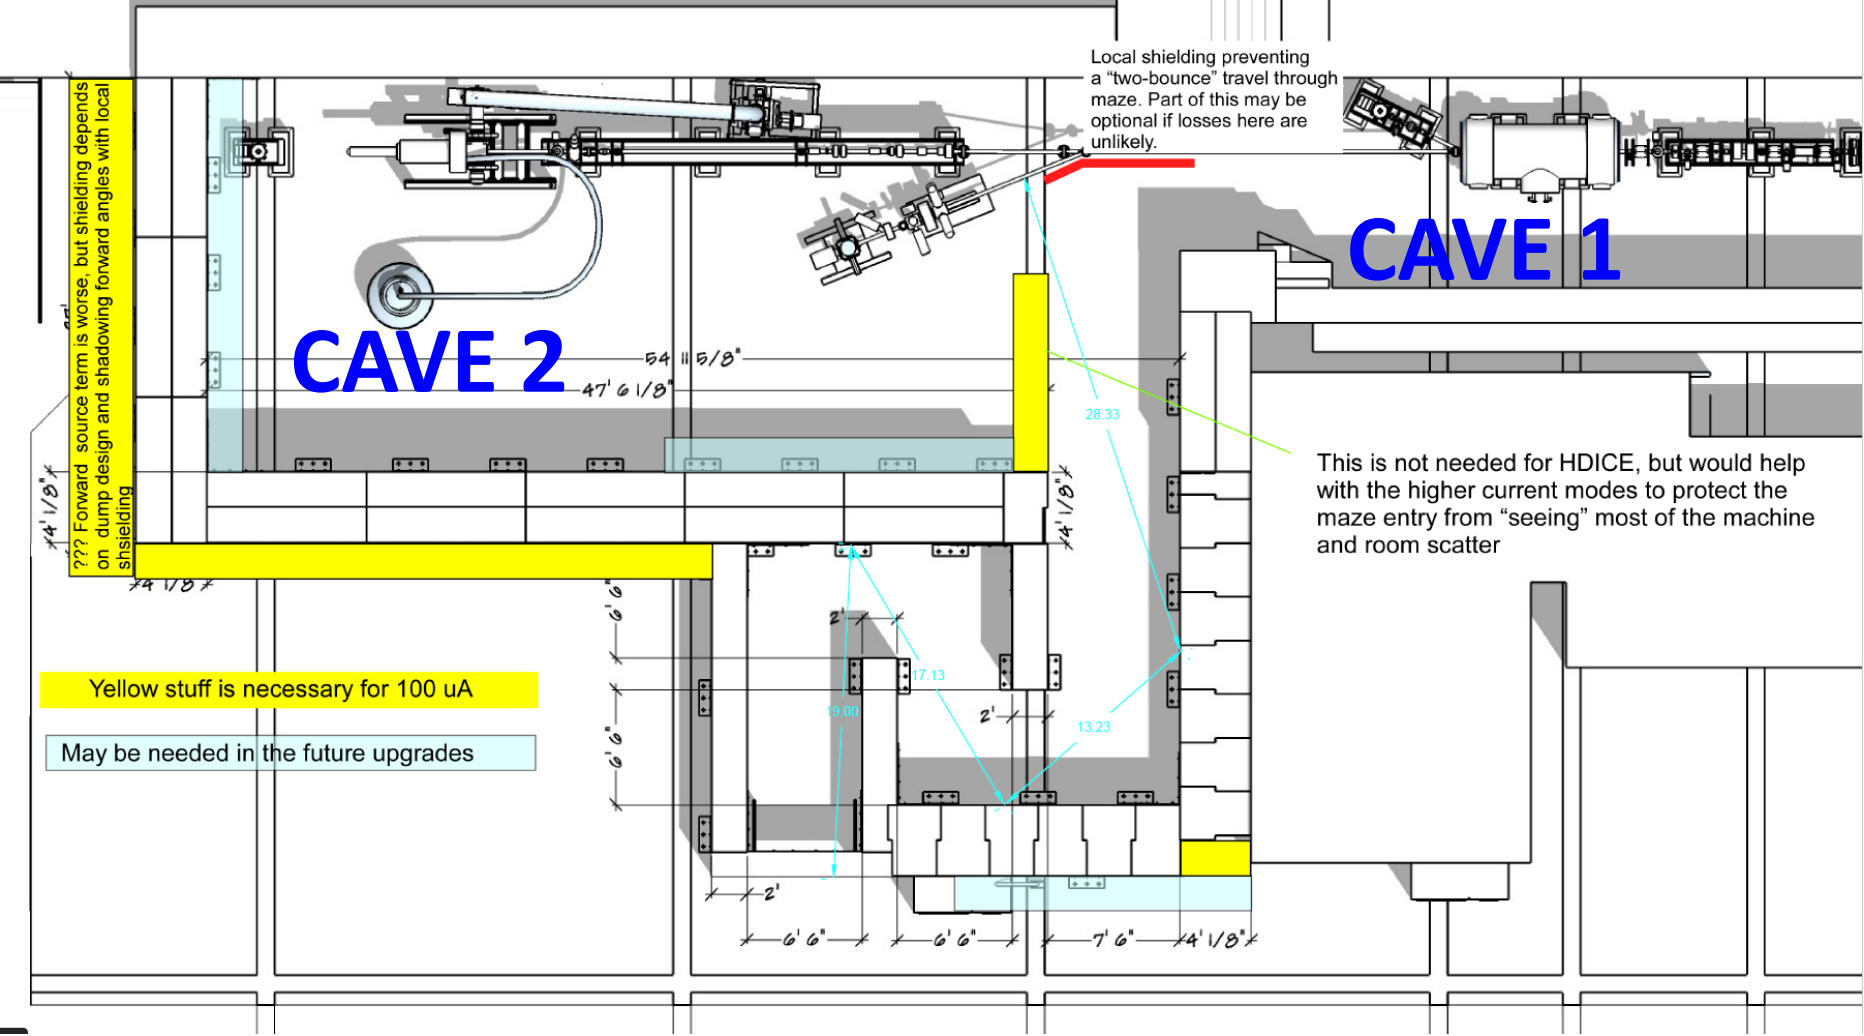 Local shielding preventing
a “two-bounce” travel through
maze. Part of this may be
optional if losses here are
unlikely.
??? Forward source term is worse, but shielding depends
on dump design and shadowing forward angles with local
shsielding
CAVE 1
CAVE 2
54 11 5/8"
47' 6 1/8"
28.33
This is not needed for HDICE, but would help
with the higher current modes to protect the
maze entry from “seeing” most of the machine
and room scatter
4' 1/8"
4' 1/8"
4 1/8"
6' 6"
2'
17.13
19.00
Yellow stuff is necessary for 100 uA
2'
13.23
6' 6"
May be needed in the future upgrades
2'
6' 6"
6' 6"
7' 6"
4' 1/8"